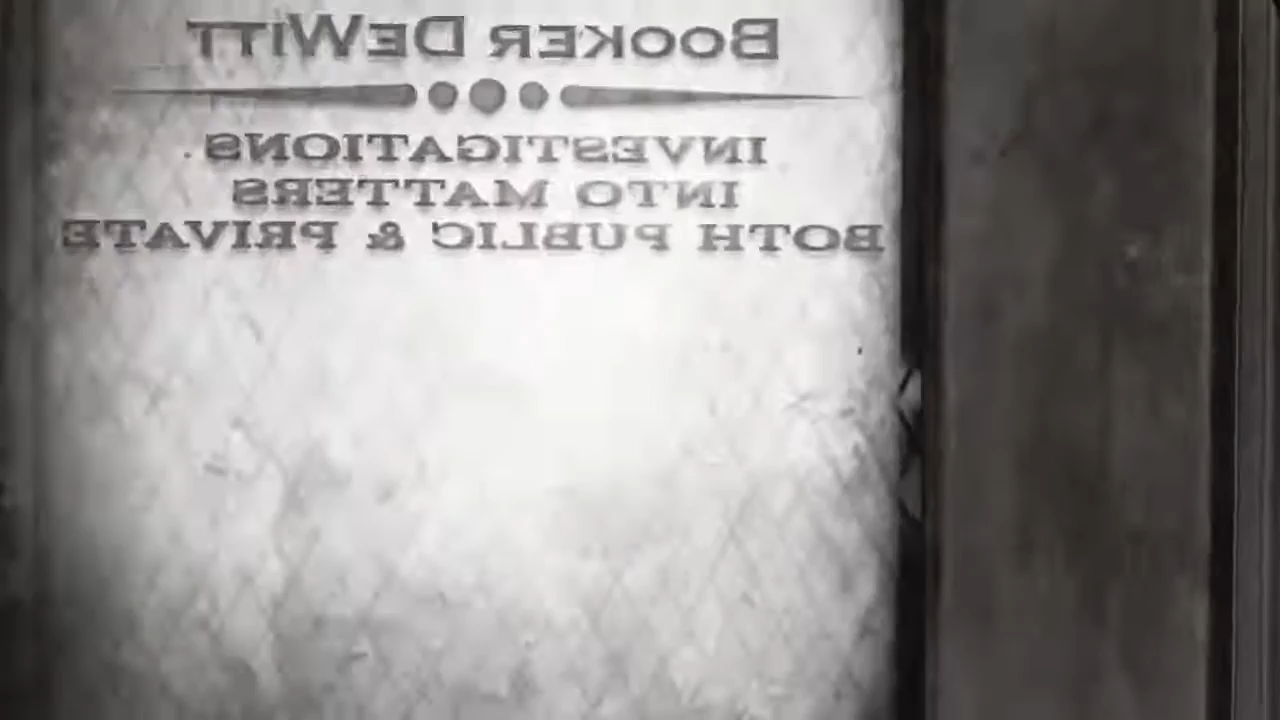 BOOKER DEWITT
INVESTIGATIONS
INTO MATTERS
BOTH PUBLIC & PRIVATE